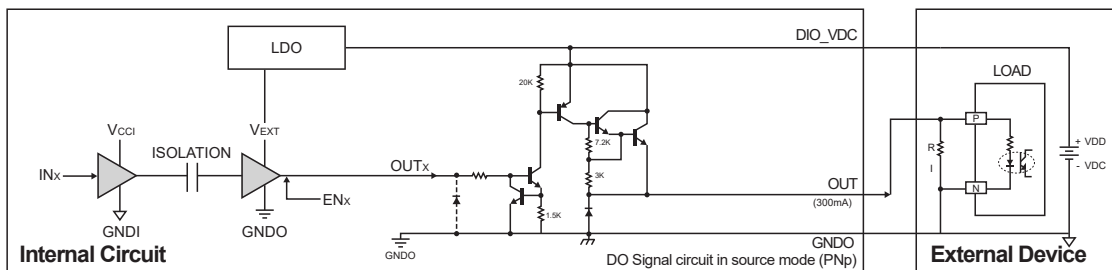 DIO_VDC
LDO
LOAD
20K
P
VCCI
VEXT
7.2K
+ VDD
ISOLATION
R
INX
OUTX
3K
I
- VDC
OUT
N
ENX
(300mA)
1.5K
GNDI
GNDO
GNDO
GNDO
Internal Circuit
DO Signal circuit in source mode (PNp)
External Device